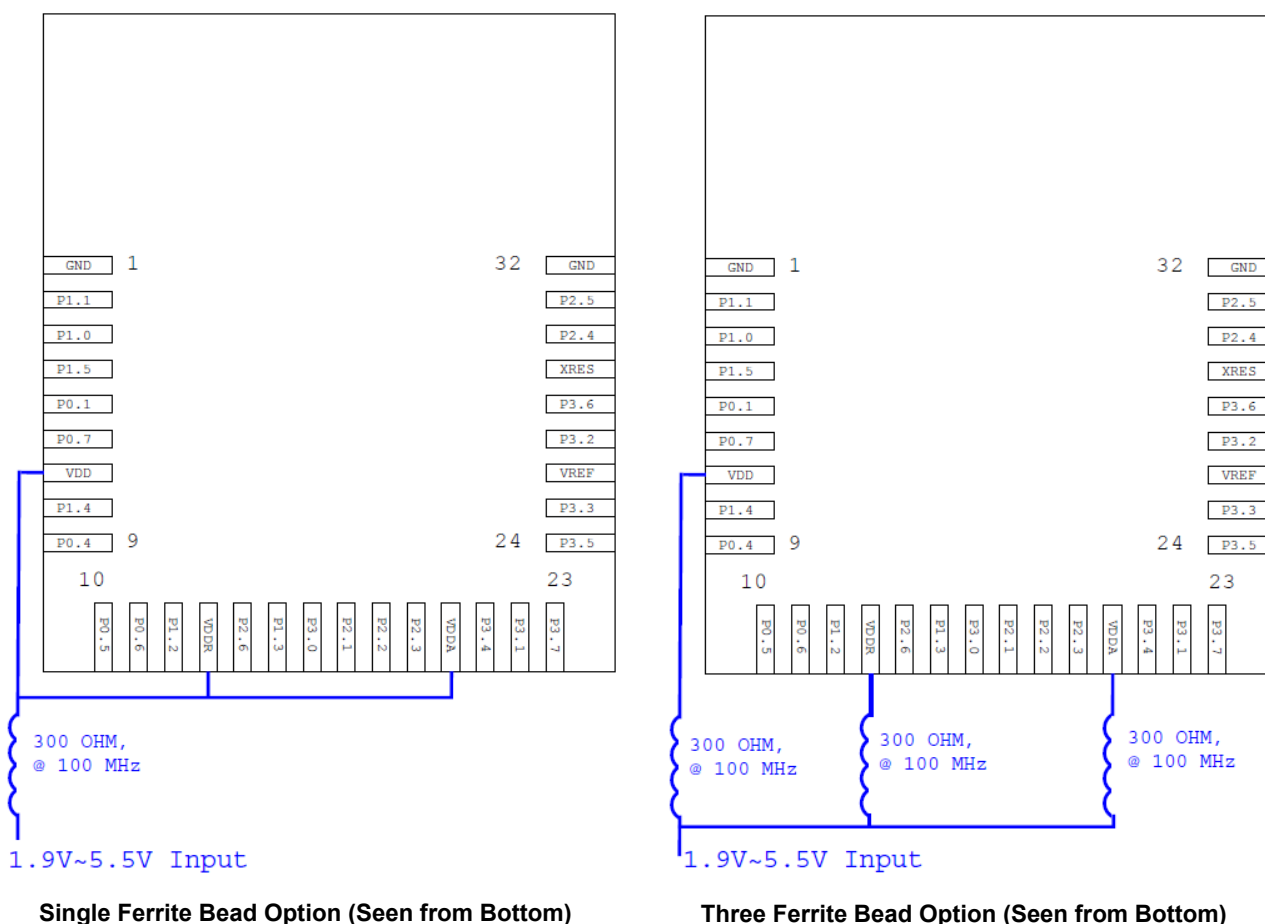 GND 1 32 GND
P1.1 P2.5
P1.0 P2.4
P1.5 XRES
P0.1 P3.6
P0.7 P3.2
VDD VREF
P1.4 P3.3
P0.4 9 24 P3.5
10 23
P0.5 P0.6 P1.2 VDDR P2.6 P1.3 P3.0 P2.1 P2.2 P2.3 VDDA P3.4 P3.1 P3.7
300 OHM,
@ 100 MHz
1.9V~5.5V Input
Single Ferrite Bead Option (Seen from Bottom)
GND 1 32 GND
P1.1 P2.5
P1.0 P2.4
P1.5 XRES
P0.1 P3.6
P0.7 P3.2
VDD VREF
P1.4 P3.3
P0.4 9 24 P3.5
10 23
P0.5 P0.6 P1.2 VDDR P2.6 P1.3 P3.0 P2.1 P2.2 P2.3 VDDA P3.4 P3.1 P3.7
300 OHM,
@ 100 MHz
300 OHM,
@ 100 MHz
300 OHM,
@ 100 MHz
1.9V~5.5V Input
Three Ferrite Bead Option (Seen from Bottom)